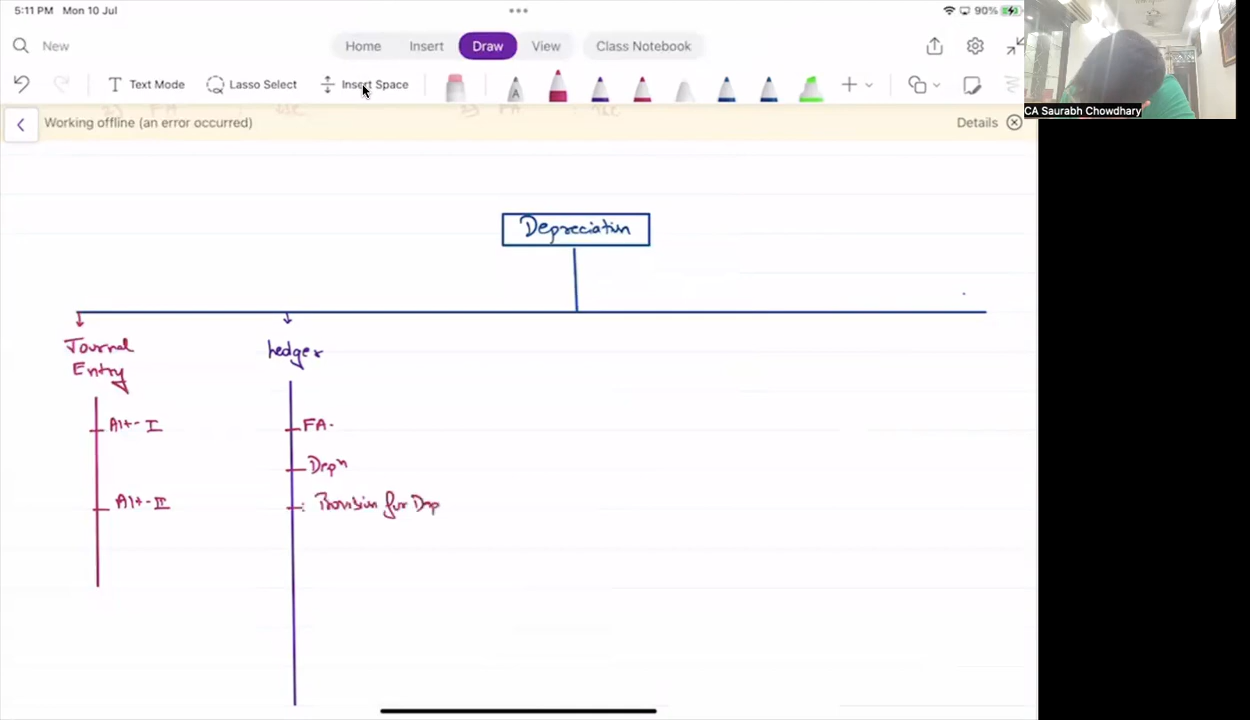 5:11 PM Mon 10 Jul
90%
New
Home
Insert
Draw
View
Class Notebook
Text Mode
Lasso Select
Insert Space
A
CA Saurabh Chowdhary
Working offline (an error occurred)
Details
Depreciation
Journal
Entry
Ledger
Alt-I
FA.
Depn
Alt-II
Provision for Dep